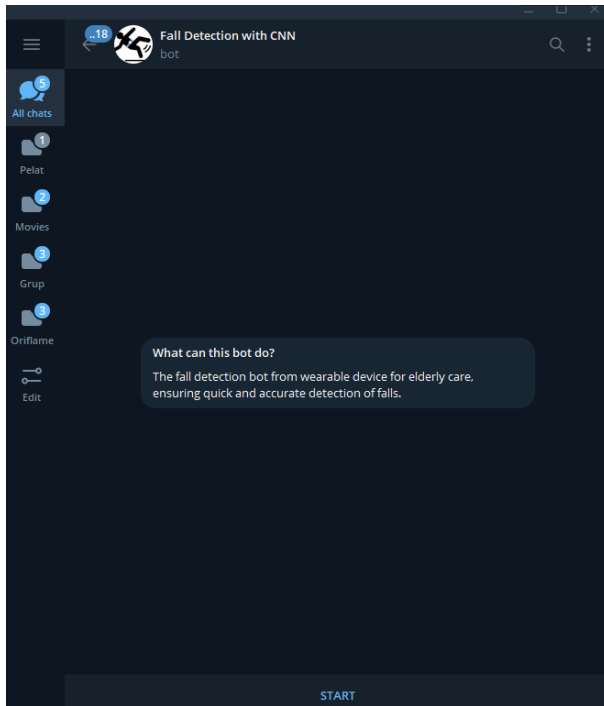 ..18
Fall Detection with CNN
bot
5
All chats
1
Pelat
2
Movies
3
Grup
3
Oriflame
Edit
What can this bot do?
The fall detection bot from wearable device for elderly care,
ensuring quick and accurate detection of falls.
START